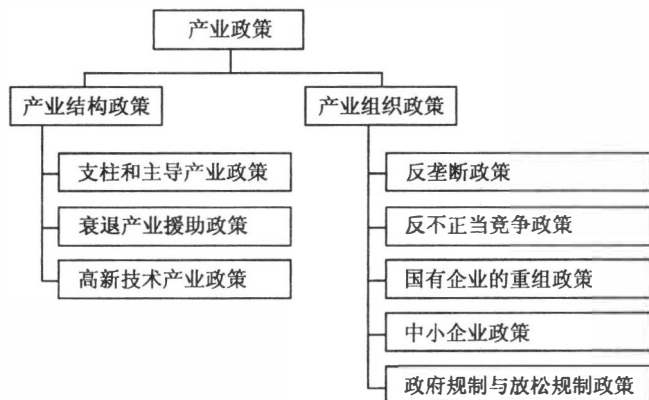 产业政策
产业结构政策
产业组织政策
支柱和主导产业政策
衰退产业援助政策
高新技术产业政策
反垄断政策
反不正当竞争政策
国有企业的重组政策
中小企业政策
政府规制与放松规制政策